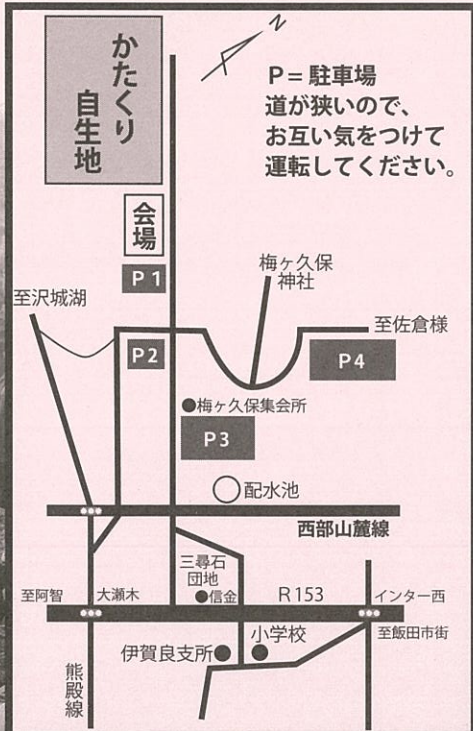 かたくり
自生地
N
P=駐車場
道が狭いので、
お互い気をつけて
運転してください。
会場
P1
梅ヶ久保
神社
至沢城湖
至佐倉様
P2
P4
●梅ヶ久保集会所
P3
配水池
西部山麓線
三尋石
団地
●信金
R153
至阿智
大瀬木
インター西
小学校
至飯田市街
伊賀良支所●
熊殿線